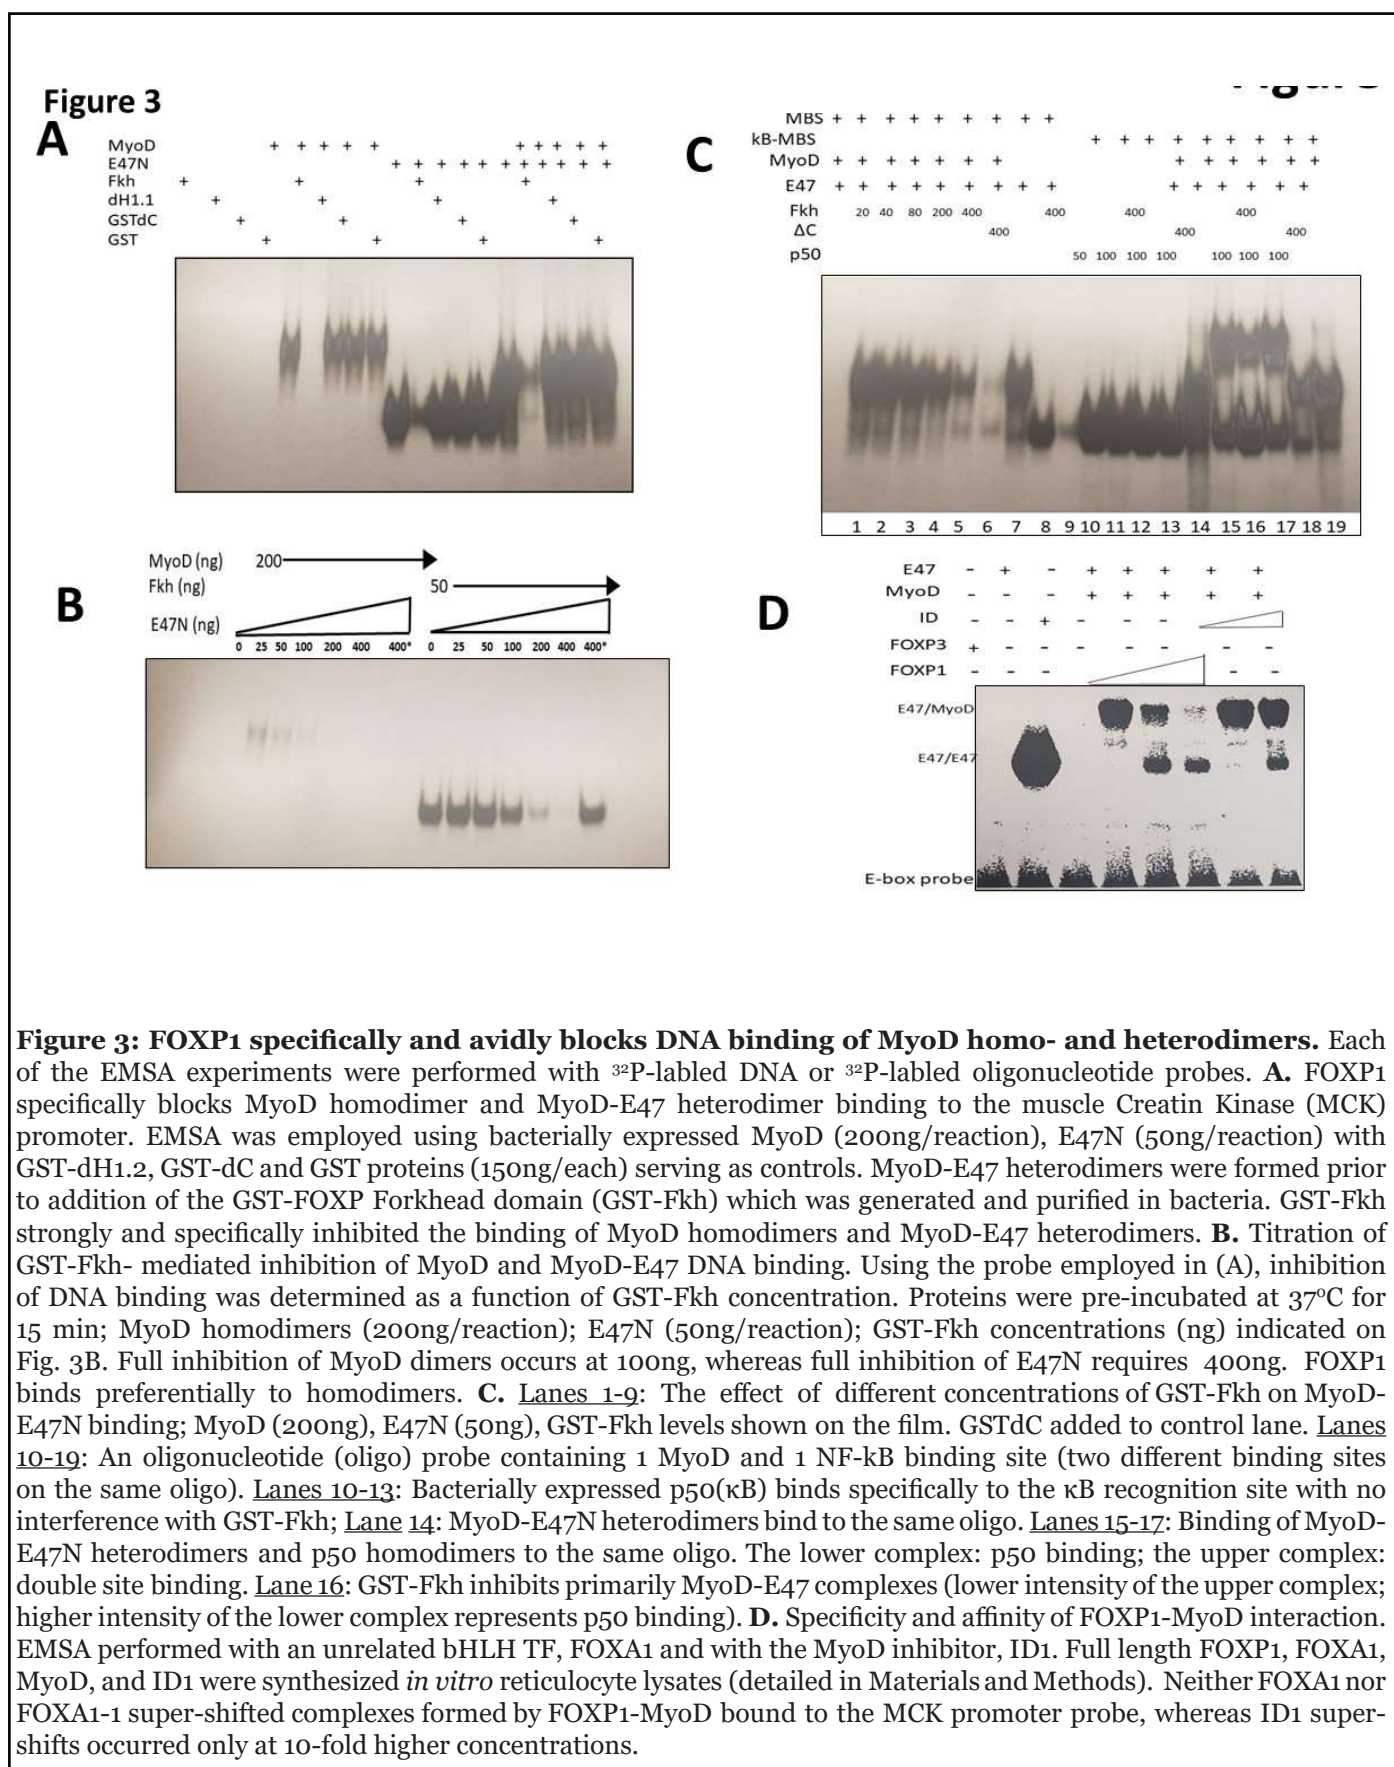 Figure 3
A
MyoD + + + + + + + + + +
E47N + + + + + + + + + +
Fkh + + + +
dH1.1 + + + +
GSTdC + + + +
GST + + + +
B
MyoD (ng) 200
Fkh (ng) 50
E47N (ng)
0 25 50 100 200 400 400* 0 25 50 100 200 400 400*
C
MBS + + + + + + + + +
kB-MBS + + + + + + + + +
MyoD + + + + + + + + + + + + +
E47 + + + + + + + + + + + + + + +
Fkh 20 40 80 200 400 400 400 400
ΔC 400 400 400
p50 50 100 100 100 100 100 100
1 2 3 4 5 6 7 8 9 10 11 12 13 14 15 16 17 18 19
D
E47 - + - + + + + +
MyoD - - - + + + + +
ID - - + - - -
FOXP3 + - - - - - - -
FOXP1 - - - - -
E47/MyoD
E47/E47
E-box probe
Figure 3: FOXP1 specifically and avidly blocks DNA binding of MyoD homo- and heterodimers. Each
of the EMSA experiments were performed with ³²P-labled DNA or ³²P-labled oligonucleotide probes. A. FOXP1
specifically blocks MyoD homodimer and MyoD-E47 heterodimer binding to the muscle Creatin Kinase (MCK)
promoter. EMSA was employed using bacterially expressed MyoD (200ng/reaction), E47N (50ng/reaction) with
GST-dH1.2, GST-dC and GST proteins (150ng/each) serving as controls. MyoD-E47 heterodimers were formed prior
to addition of the GST-FOXP Forkhead domain (GST-Fkh) which was generated and purified in bacteria. GST-Fkh
strongly and specifically inhibited the binding of MyoD homodimers and MyoD-E47 heterodimers. B. Titration of
GST-Fkh- mediated inhibition of MyoD and MyoD-E47 DNA binding. Using the probe employed in (A), inhibition
of DNA binding was determined as a function of GST-Fkh concentration. Proteins were pre-incubated at 37⁰C for
15 min; MyoD homodimers (200ng/reaction); E47N (50ng/reaction); GST-Fkh concentrations (ng) indicated on
Fig. 3B. Full inhibition of MyoD dimers occurs at 100ng, whereas full inhibition of E47N requires 400ng. FOXP1
binds preferentially to homodimers. C. Lanes 1-9: The effect of different concentrations of GST-Fkh on MyoD-
E47N binding; MyoD (200ng), E47N (50ng), GST-Fkh levels shown on the film. GSTdC added to control lane. Lanes
10-19: An oligonucleotide (oligo) probe containing 1 MyoD and 1 NF-kB binding site (two different binding sites
on the same oligo). Lanes 10-13: Bacterially expressed p50(κB) binds specifically to the κB recognition site with no
interference with GST-Fkh; Lane 14: MyoD-E47N heterodimers bind to the same oligo. Lanes 15-17: Binding of MyoD-
E47N heterodimers and p50 homodimers to the same oligo. The lower complex: p50 binding; the upper complex:
double site binding. Lane 16: GST-Fkh inhibits primarily MyoD-E47 complexes (lower intensity of the upper complex;
higher intensity of the lower complex represents p50 binding). D. Specificity and affinity of FOXP1-MyoD interaction.
EMSA performed with an unrelated bHLH TF, FOXA1 and with the MyoD inhibitor, ID1. Full length FOXP1, FOXA1,
MyoD, and ID1 were synthesized in vitro reticulocyte lysates (detailed in Materials and Methods). Neither FOXA1 nor
FOXA1-1 super-shifted complexes formed by FOXP1-MyoD bound to the MCK promoter probe, whereas ID1 super-
shifts occurred only at 10-fold higher concentrations.